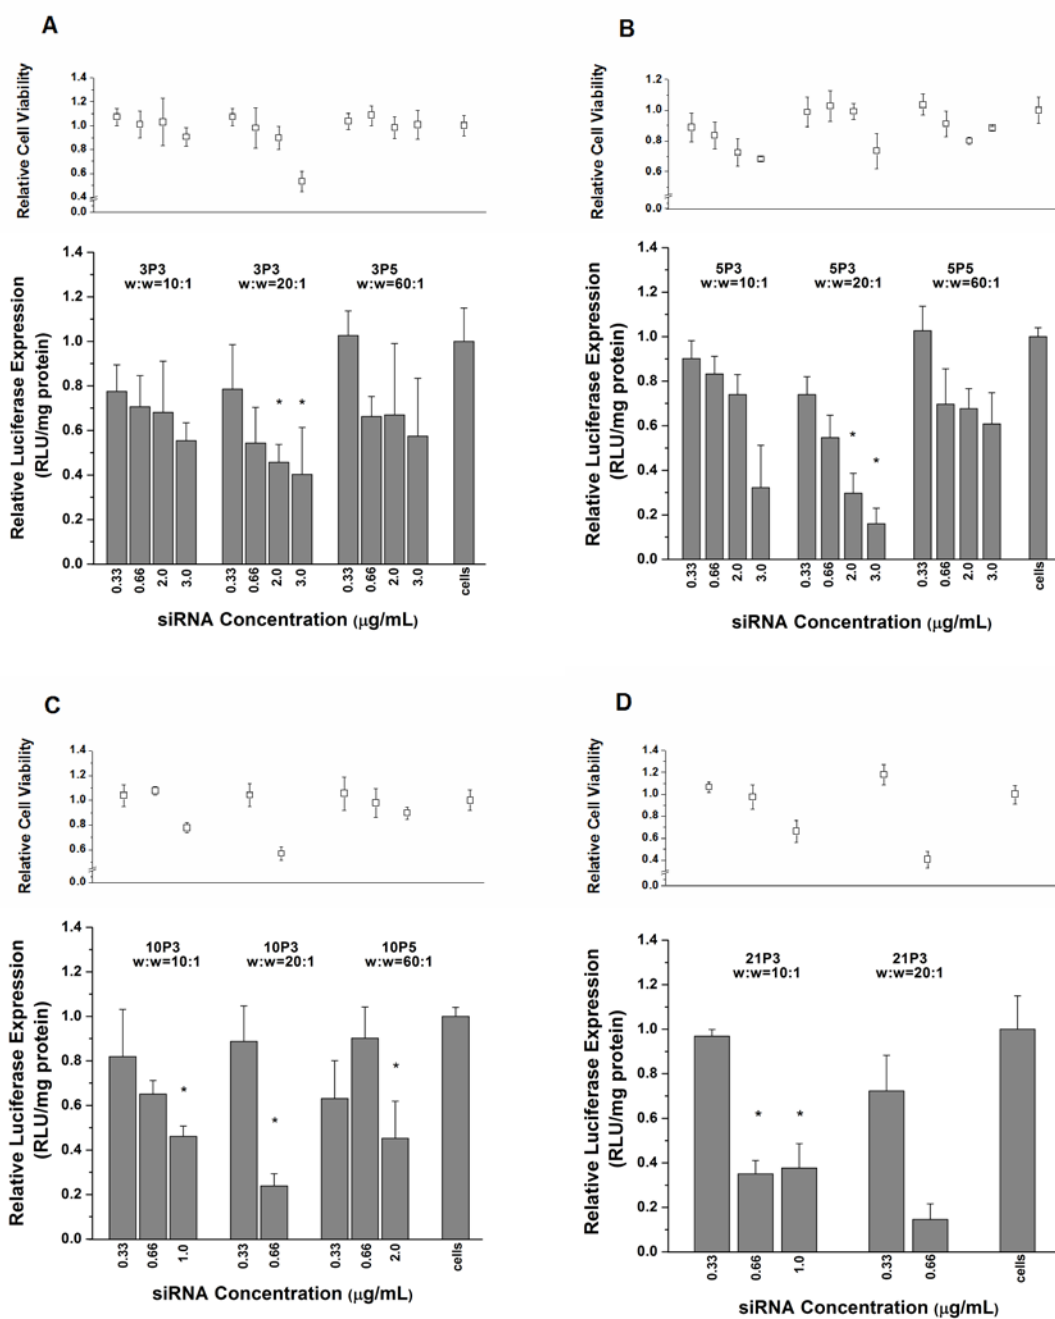 A
Relative Cell Viability
1.4
1.2
1.0
0.8
0.6
0.4
0.0
Relative Luciferase Expression
(RLU/mg protein)
1.4
1.2
1.0
0.8
0.6
0.4
0.2
0.0
3P3
w:w=10:1
3P3
w:w=20:1
3P5
w:w=60:1
* *
0.33 0.66 2.0 3.0 0.33 0.66 2.0 3.0 0.33 0.66 2.0 3.0 cells
siRNA Concentration (μg/mL)
B
Relative Cell Viability
1.2
1.0
0.8
0.6
0.0
Relative Luciferase Expression
(RLU/mg protein)
1.4
1.2
1.0
0.8
0.6
0.4
0.2
0.0
5P3
w:w=10:1
5P3
w:w=20:1
5P5
w:w=60:1
*
*
0.33 0.66 2.0 3.0 0.33 0.66 2.0 3.0 0.33 0.66 2.0 3.0 cells
siRNA Concentration (μg/mL)
C
Relative Cell Viability
1.4
1.2
1.0
0.8
0.6
0.0
Relative Luciferase Expression
(RLU/mg protein)
1.4
1.2
1.0
0.8
0.6
0.4
0.2
0.0
10P3
w:w=10:1
10P3
w:w=20:1
10P5
w:w=60:1
*
*
*
0.33 0.66 1.0 0.33 0.66 0.33 0.66 2.0 cells
siRNA Concentration (μg/mL)
D
Relative Cell Viability
1.4
1.2
1.0
0.8
0.6
0.4
0.0
Relative Luciferase Expression
(RLU/mg protein)
1.4
1.2
1.0
0.8
0.6
0.4
0.2
0.0
21P3
w:w=10:1
21P3
w:w=20:1
* *
0.33 0.66 1.0 0.33 0.66 cells
siRNA Concentration (μg/mL)